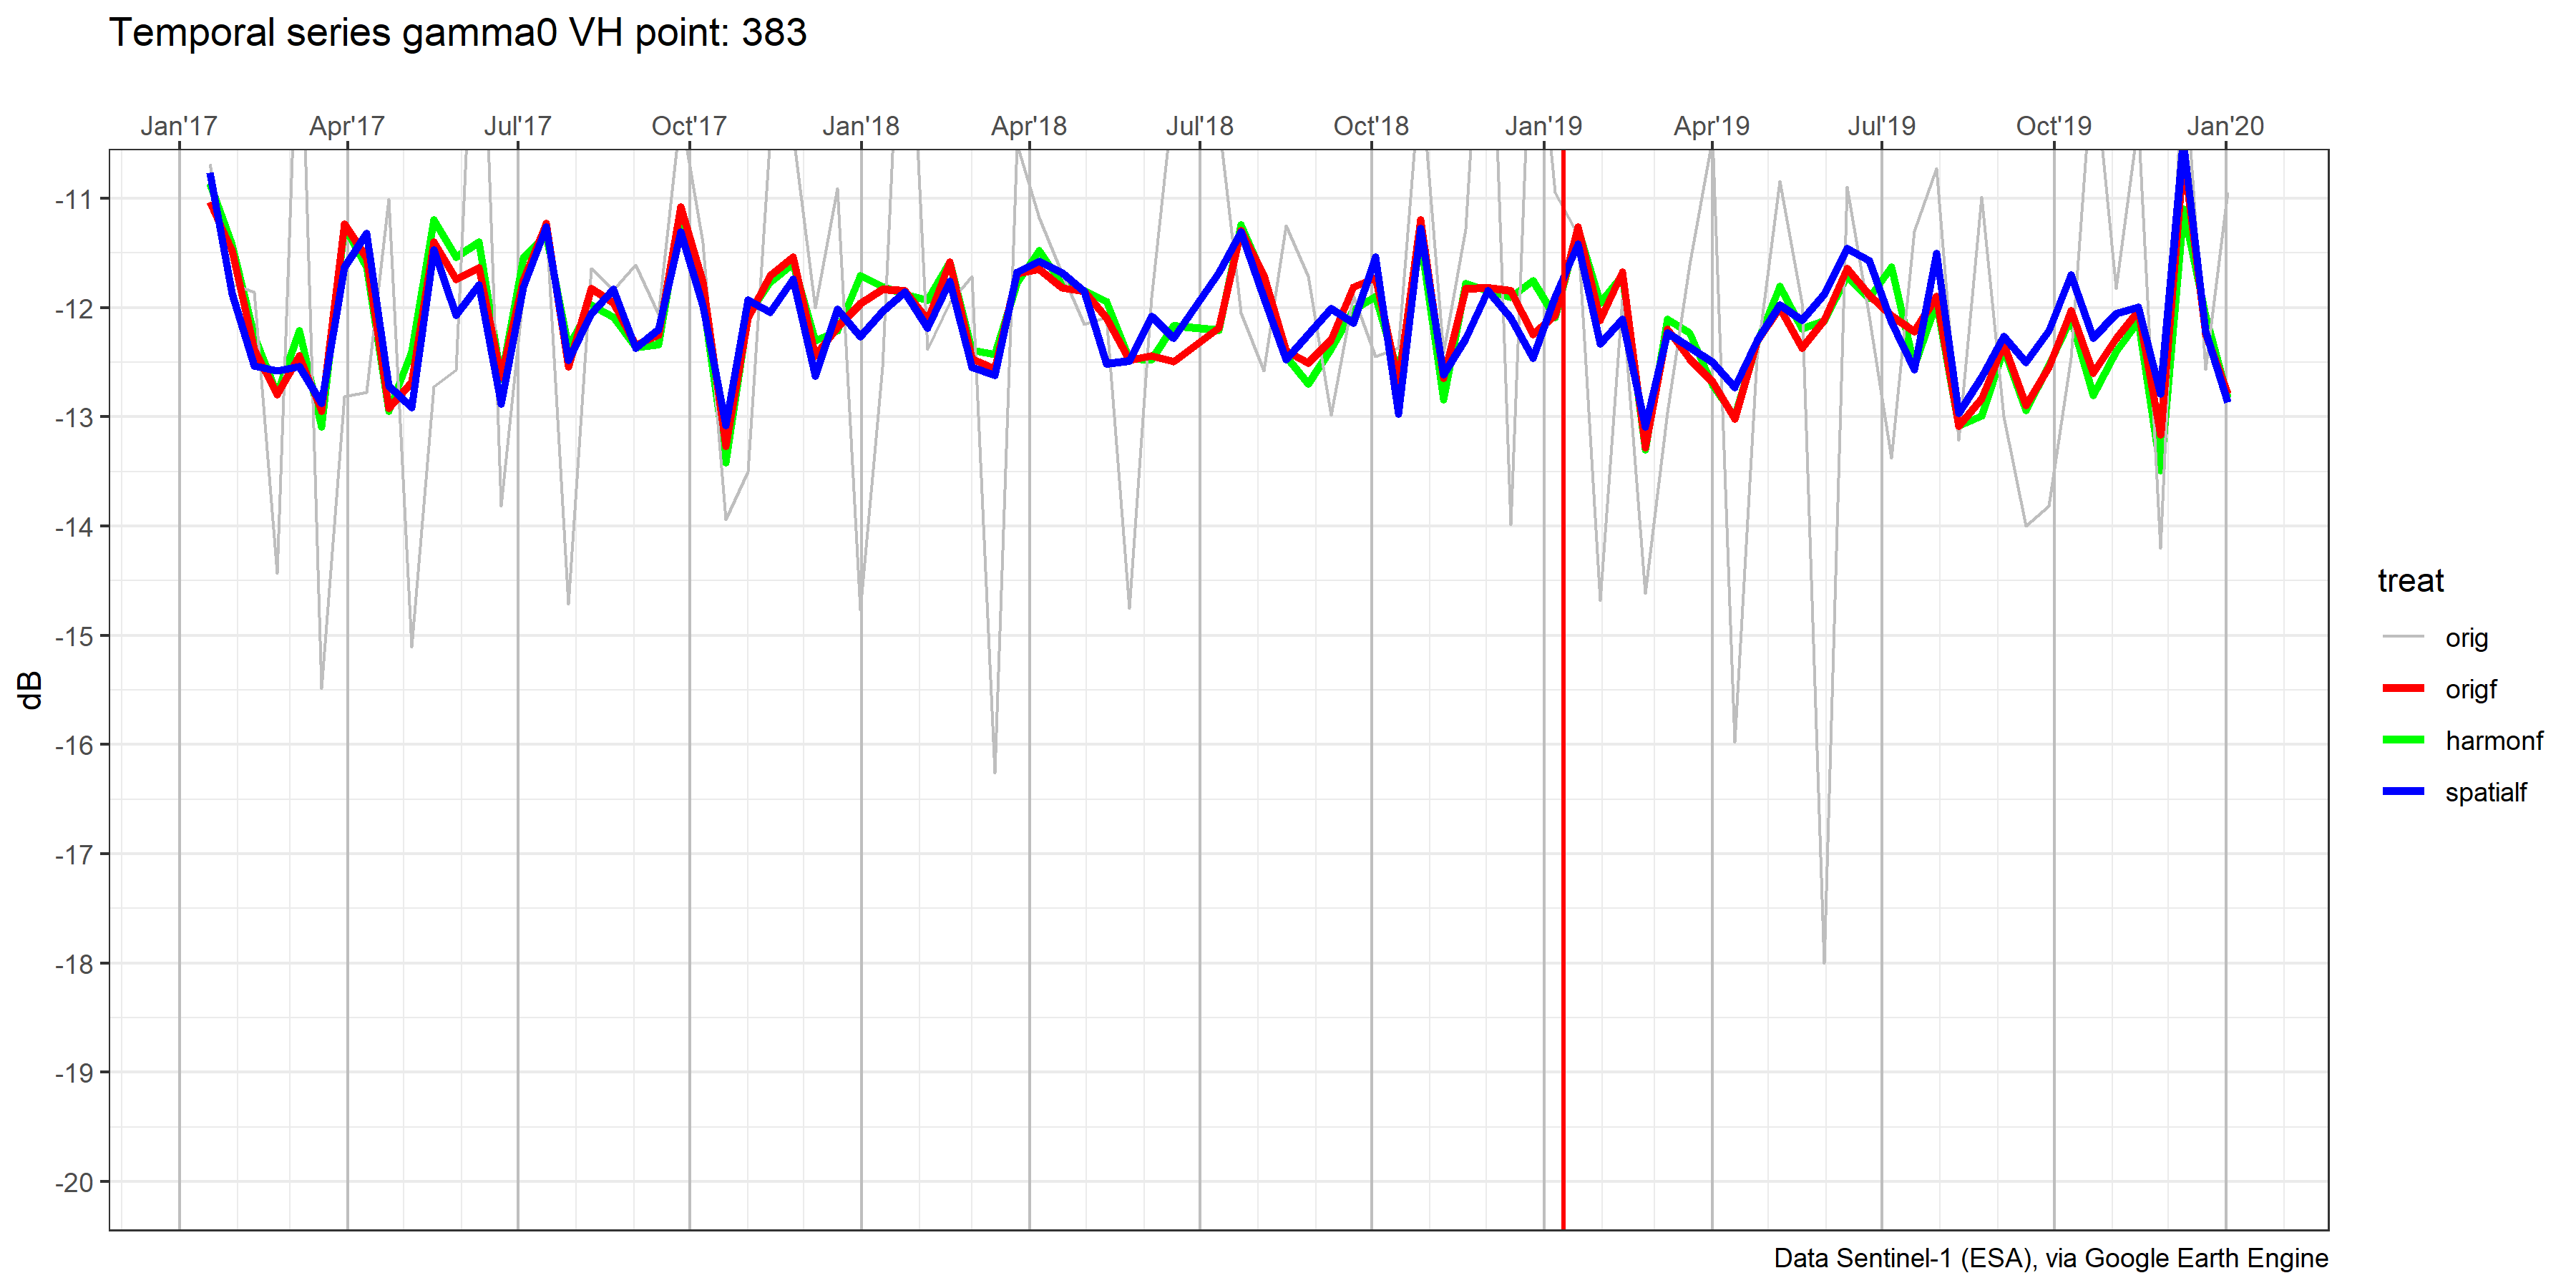 Temporal series gamma0 VH point: 383
Jan'17 Apr'17 Jul'17 Oct'17 Jan'18 Apr'18 Jul'18 Oct'18 Jan'19 Apr'19 Jul'19 Oct'19 Jan'20
-11
-12
-13
-14
-15
-16
-17
-18
-19
-20
dB
treat
orig
origf
harmonf
spatialf
Data Sentinel-1 (ESA), via Google Earth Engine